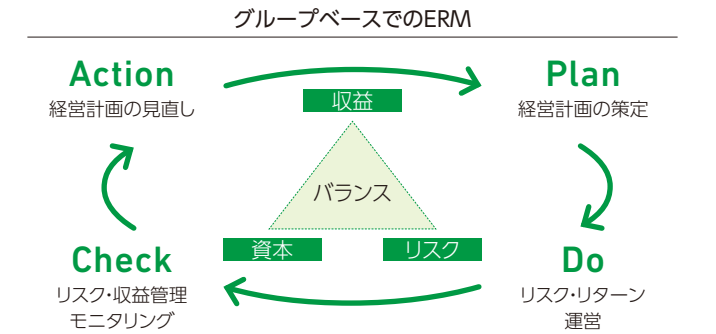 グループベースでのERM
Action
経営計画の見直し
Plan
経営計画の策定
収益
バランス
資本
リスク
Check
リスク・収益管理
モニタリング
Do
リスク・リターン
運営